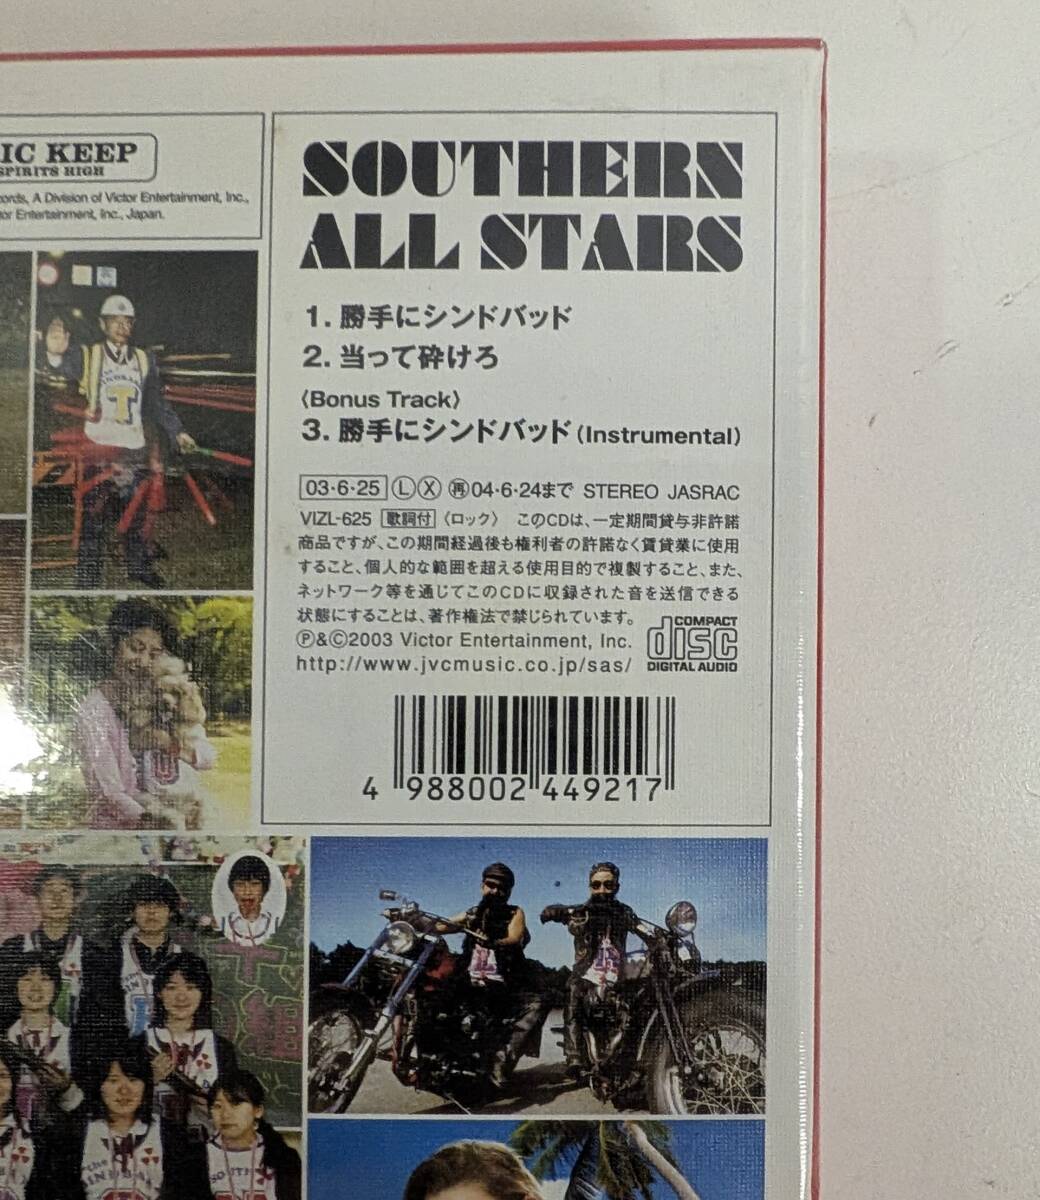 IC KEEP
SPIRITS HIGH
cords, A Division of Victor Entertainment, Inc.,
tor Entertainment, Inc., Japan.
SOUTHERN
ALL STARS
1. 勝手にシンドバッド
2. 当って砕けろ
〈Bonus Track〉
3. 勝手にシンドバッド (Instrumental)
03・6・25 Ⓛ Ⓧ ㊞再04・6・24まで STEREO JASRAC
VIZL-625 歌詞付 〈ロック〉 このCDは、一定期間貸与非許諾
商品ですが、この期間経過後も権利者の許諾なく賃貸業に使用
すること、個人的な範囲を超える使用目的で複製すること、また、
ネットワーク等を通じてこのCDに収録された音を送信できる
状態にすることは、著作権法で禁じられています。
Ⓟ&©2003 Victor Entertainment, Inc.
http://www.jvcmusic.co.jp/sas/
COMPACT
disc
DIGITAL AUDIO
4 988002 449217
T
U